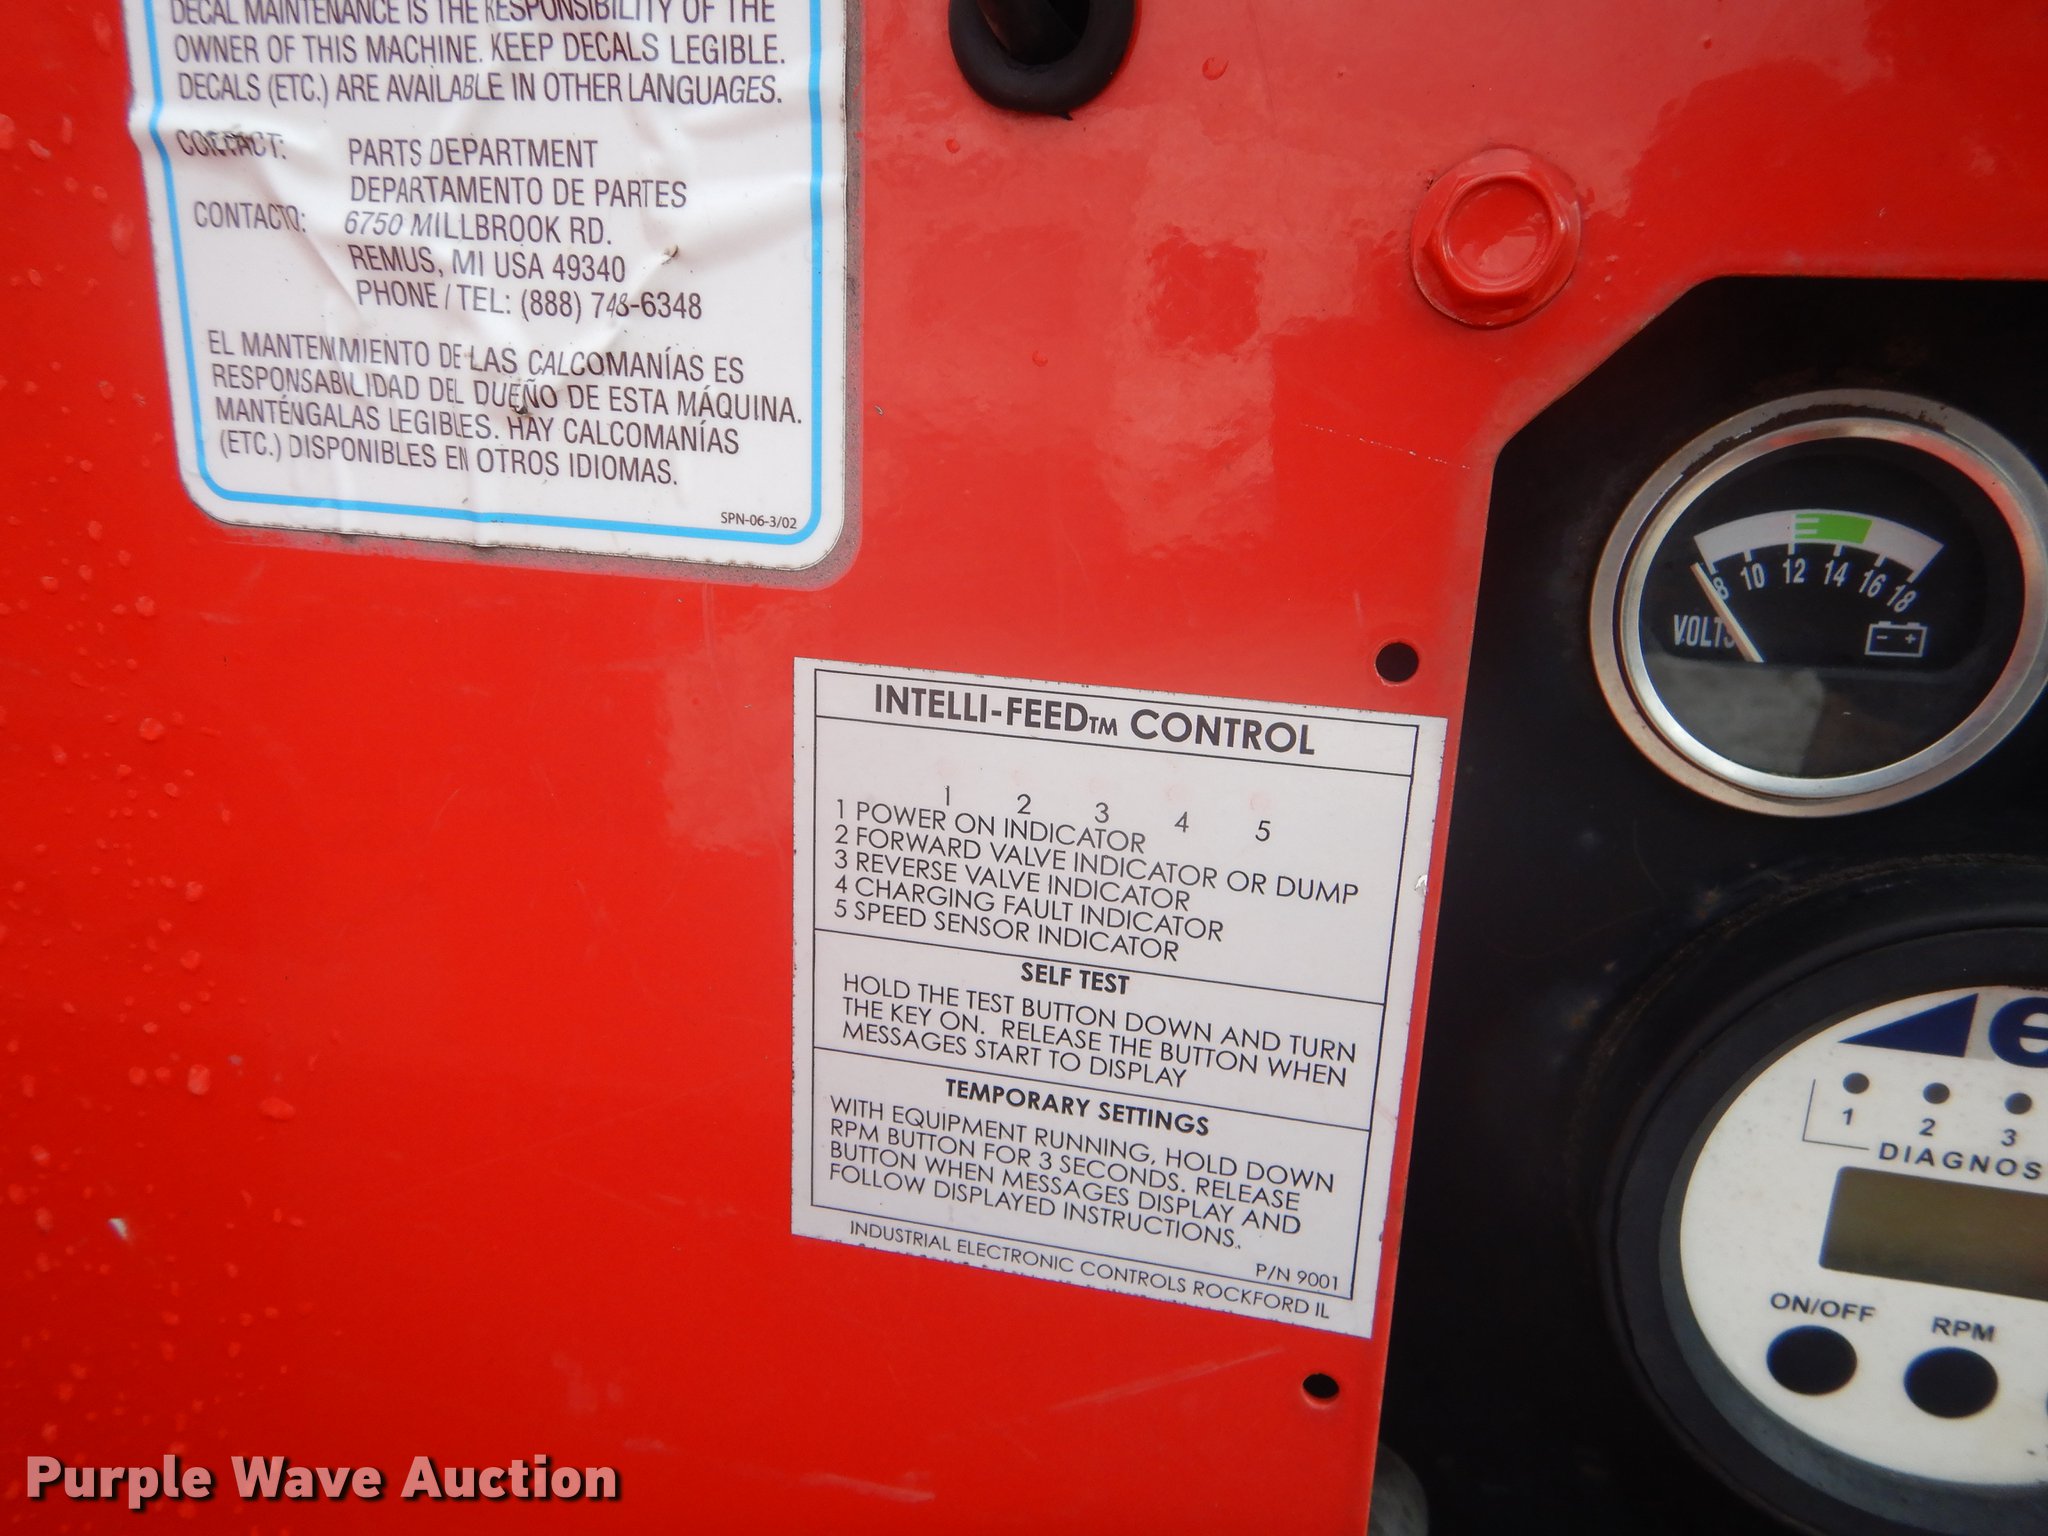 DECAL MAINTENANCE IS THE RESPONSIBILITY OF THE
OWNER OF THIS MACHINE. KEEP DECALS LEGIBLE.
DECALS (ETC.) ARE AVAILABLE IN OTHER LANGUAGES.
CONTACT: PARTS DEPARTMENT
DEPARTAMENTO DE PARTES
CONTACTO: 6750 MILLBROOK RD.
REMUS, MI USA 49340
PHONE / TEL: (888) 748-6348
EL MANTENIMIENTO DE LAS CALCOMANÍAS ES
RESPONSABILIDAD DEL DUEÑO DE ESTA MÁQUINA.
MANTÉNGALAS LEGIBLES. HAY CALCOMANÍAS
(ETC.) DISPONIBLES EN OTROS IDIOMAS.
SPN-06-3/02
8 10 12 14 16 18
VOLTS
- +
INTELLI-FEED™ CONTROL
1 2 3 4 5
1 POWER ON INDICATOR
2 FORWARD VALVE INDICATOR OR DUMP
3 REVERSE VALVE INDICATOR
4 CHARGING FAULT INDICATOR
5 SPEED SENSOR INDICATOR
SELF TEST
HOLD THE TEST BUTTON DOWN AND TURN
THE KEY ON. RELEASE THE BUTTON WHEN
MESSAGES START TO DISPLAY
TEMPORARY SETTINGS
WITH EQUIPMENT RUNNING, HOLD DOWN
RPM BUTTON FOR 3 SECONDS. RELEASE
BUTTON WHEN MESSAGES DISPLAY AND
FOLLOW DISPLAYED INSTRUCTIONS.
P/N 9001
INDUSTRIAL ELECTRONIC CONTROLS ROCKFORD IL
e
1 2 3
DIAGNOS
ON/OFF RPM
Purple Wave Auction